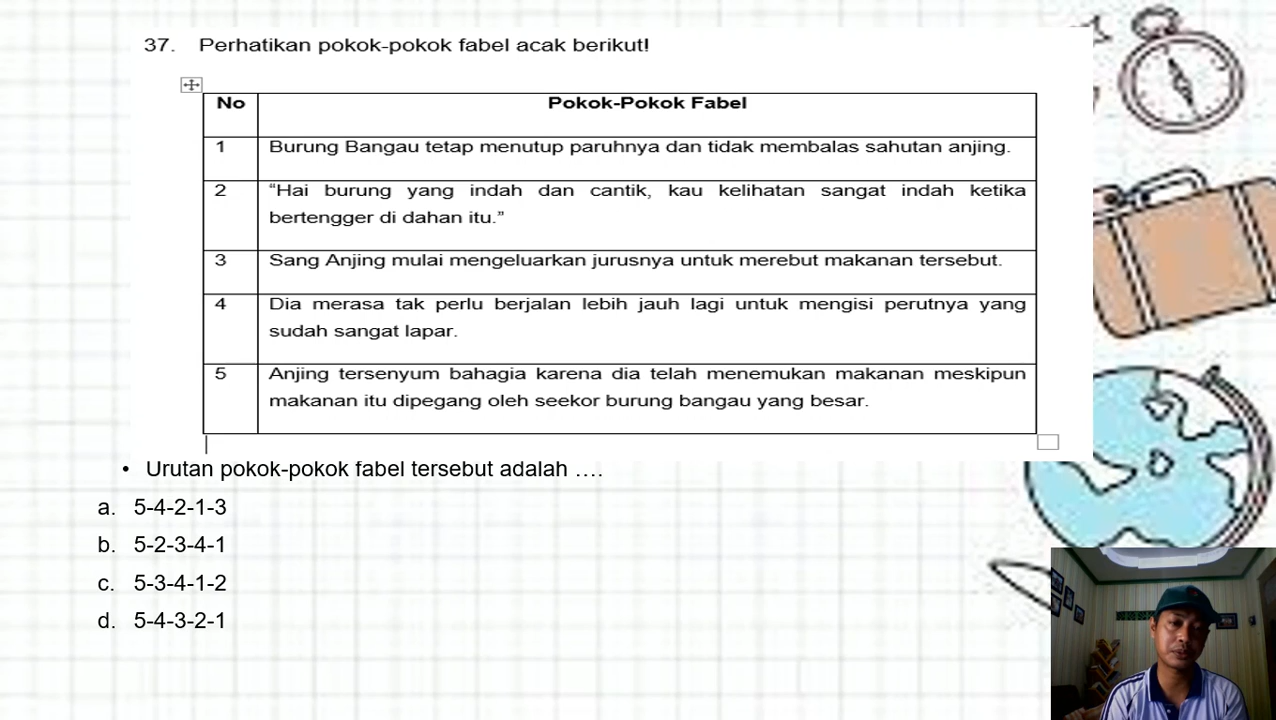 37. Perhatikan pokok-pokok fabel acak berikut!
No Pokok-Pokok Fabel
1 Burung Bangau tetap menutup paruhnya dan tidak membalas sahutan anjing.
2 “Hai burung yang indah dan cantik, kau kelihatan sangat indah ketika
bertengger di dahan itu.”
3 Sang Anjing mulai mengeluarkan jurusnya untuk merebut makanan tersebut.
4 Dia merasa tak perlu berjalan lebih jauh lagi untuk mengisi perutnya yang
sudah sangat lapar.
5 Anjing tersenyum bahagia karena dia telah menemukan makanan meskipun
makanan itu dipegang oleh seekor burung bangau yang besar.
• Urutan pokok-pokok fabel tersebut adalah ….
a. 5-4-2-1-3
b. 5-2-3-4-1
c. 5-3-4-1-2
d. 5-4-3-2-1